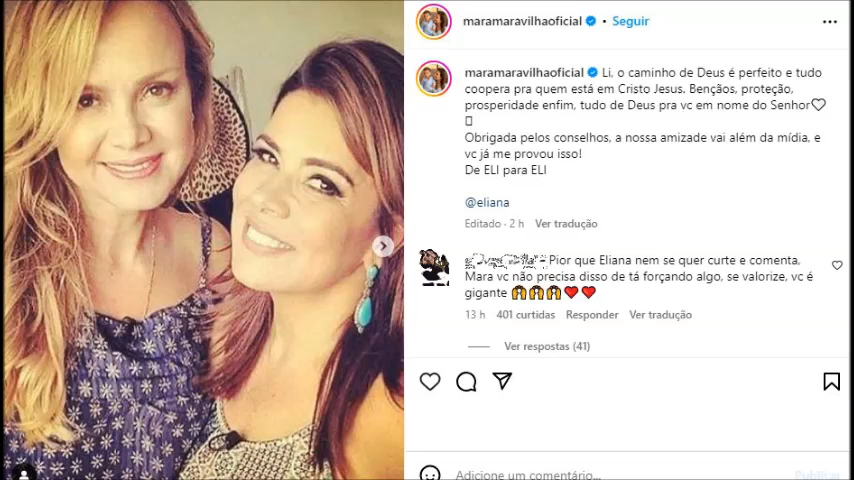 maramaravilhaoficial • Seguir
maramaravilhaoficial Li, o caminho de Deus é perfeito e tudo
coopera pra quem está em Cristo Jesus. Bençãos, proteção,
prosperidade enfim, tudo de Deus pra vc em nome do Senhor♡
Obrigada pelos conselhos, a nossa amizade vai além da mídia, e
vc já me provou isso!
De ELI para ELI
@eliana
Editado · 2 h Ver tradução
Pior que Eliana nem se quer curte e comenta,
Mara vc não precisa disso de tá forçando algo, se valorize, vc é
gigante 🙌🙌🙌❤️❤️
13 h 401 curtidas Responder Ver tradução
Ver respostas (41)
Adicione um comentário...
Publicar